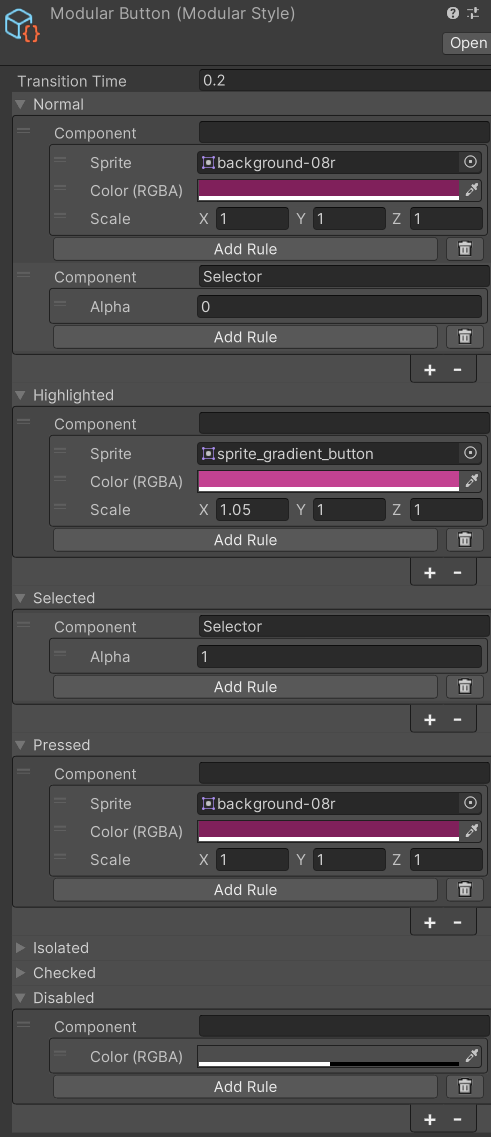 Modular Button (Modular Style)
Open
Transition Time 0.2
Normal
Component
Sprite background-08r
Color (RGBA)
Scale X 1 Y 1 Z 1
Add Rule
Component Selector
Alpha 0
Add Rule
+ -
Highlighted
Component
Sprite sprite_gradient_button
Color (RGBA)
Scale X 1.05 Y 1 Z 1
Add Rule
+ -
Selected
Component Selector
Alpha 1
Add Rule
+ -
Pressed
Component
Sprite background-08r
Color (RGBA)
Scale X 1 Y 1 Z 1
Add Rule
+ -
Isolated
Checked
Disabled
Component
Color (RGBA)
Add Rule
+ -